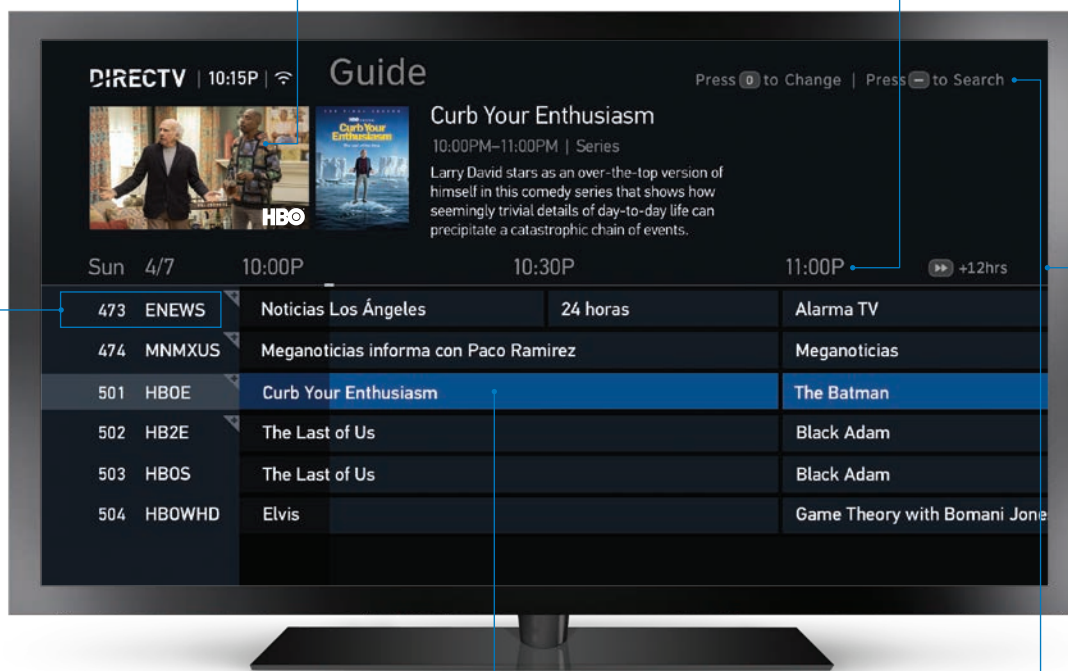 DIRECTV | 10:15P |
Guide
Press 0 to Change | Press – to Search
HBO
Curb Your Enthusiasm
Curb Your Enthusiasm
10:00PM–11:00PM | Series
Larry David stars as an over-the-top version of
himself in this comedy series that shows how
seemingly trivial details of day-to-day life can
precipitate a catastrophic chain of events.
Sun 4/7 10:00P 10:30P 11:00P +12hrs
473 ENEWS Noticias Los Ángeles 24 horas Alarma TV
474 MNMXUS Meganoticias informa con Paco Ramirez Meganoticias
501 HBOE Curb Your Enthusiasm The Batman
502 HB2E The Last of Us Black Adam
503 HBOS The Last of Us Black Adam
504 HBOWHD Elvis Game Theory with Bomani Jone